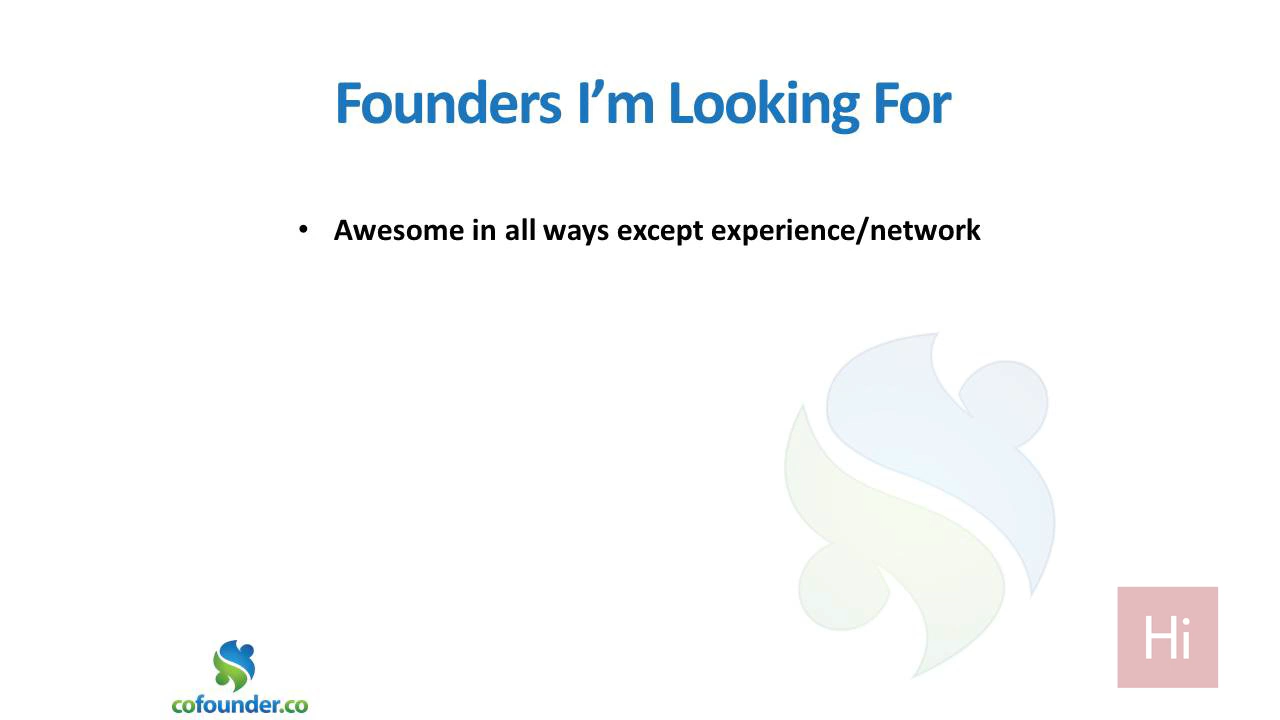 Founders I’m Looking For
• Awesome in all ways except experience/network
Hi
cofounder.co